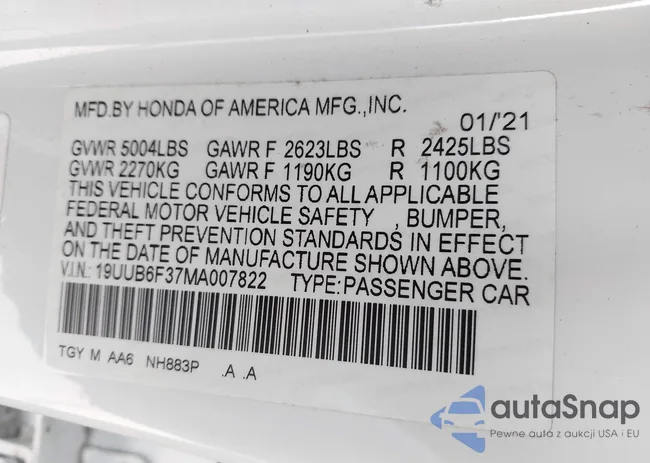 MFD.BY HONDA OF AMERICA MFG.,INC.
01/'21
GVWR 5004LBS GAWR F 2623LBS R 2425LBS
GVWR 2270KG GAWR F 1190KG R 1100KG
THIS VEHICLE CONFORMS TO ALL APPLICABLE
FEDERAL MOTOR VEHICLE SAFETY , BUMPER,
AND THEFT PREVENTION STANDARDS IN EFFECT
ON THE DATE OF MANUFACTURE SHOWN ABOVE.
V.I.N.: 19UUB6F37MA007822 TYPE:PASSENGER CAR
TGY M AA6 NH883P .A .A
autaSnap
Pewne auta z aukcji USA i EU